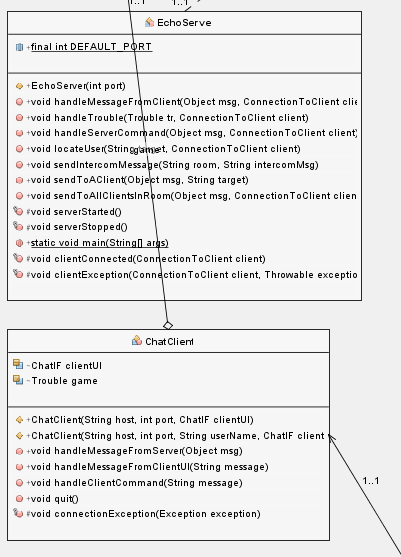 1..1
1..1
EchoServe
+final int DEFAULT_PORT
+EchoServer(int port)
+void handleMessageFromClient(Object msg, ConnectionToClient clie
+void handleTrouble(Trouble tr, ConnectionToClient client)
+void handleServerCommand(Object msg, ConnectionToClient client)
+void locateUser(String target, ConnectionToClient client)
game
+void sendIntercomMessage(String room, String intercomMsg)
+void sendToAClient(Object msg, String target)
+void sendToAllClientsInRoom(Object msg, ConnectionToClient clien
#void serverStarted()
#void serverStopped()
+static void main(String[] args)
#void clientConnected(ConnectionToClient client)
#void clientException(ConnectionToClient client, Throwable exceptio
ChatClient
~ChatIF clientUI
~Trouble game
+ChatClient(String host, int port, ChatIF clientUI)
+ChatClient(String host, int port, String userName, ChatIF client
+void handleMessageFromServer(Object msg)
+void handleMessageFromClientUI(String message)
+void handleClientCommand(String message)
+void quit()
#void connectionException(Exception exception)
1..1